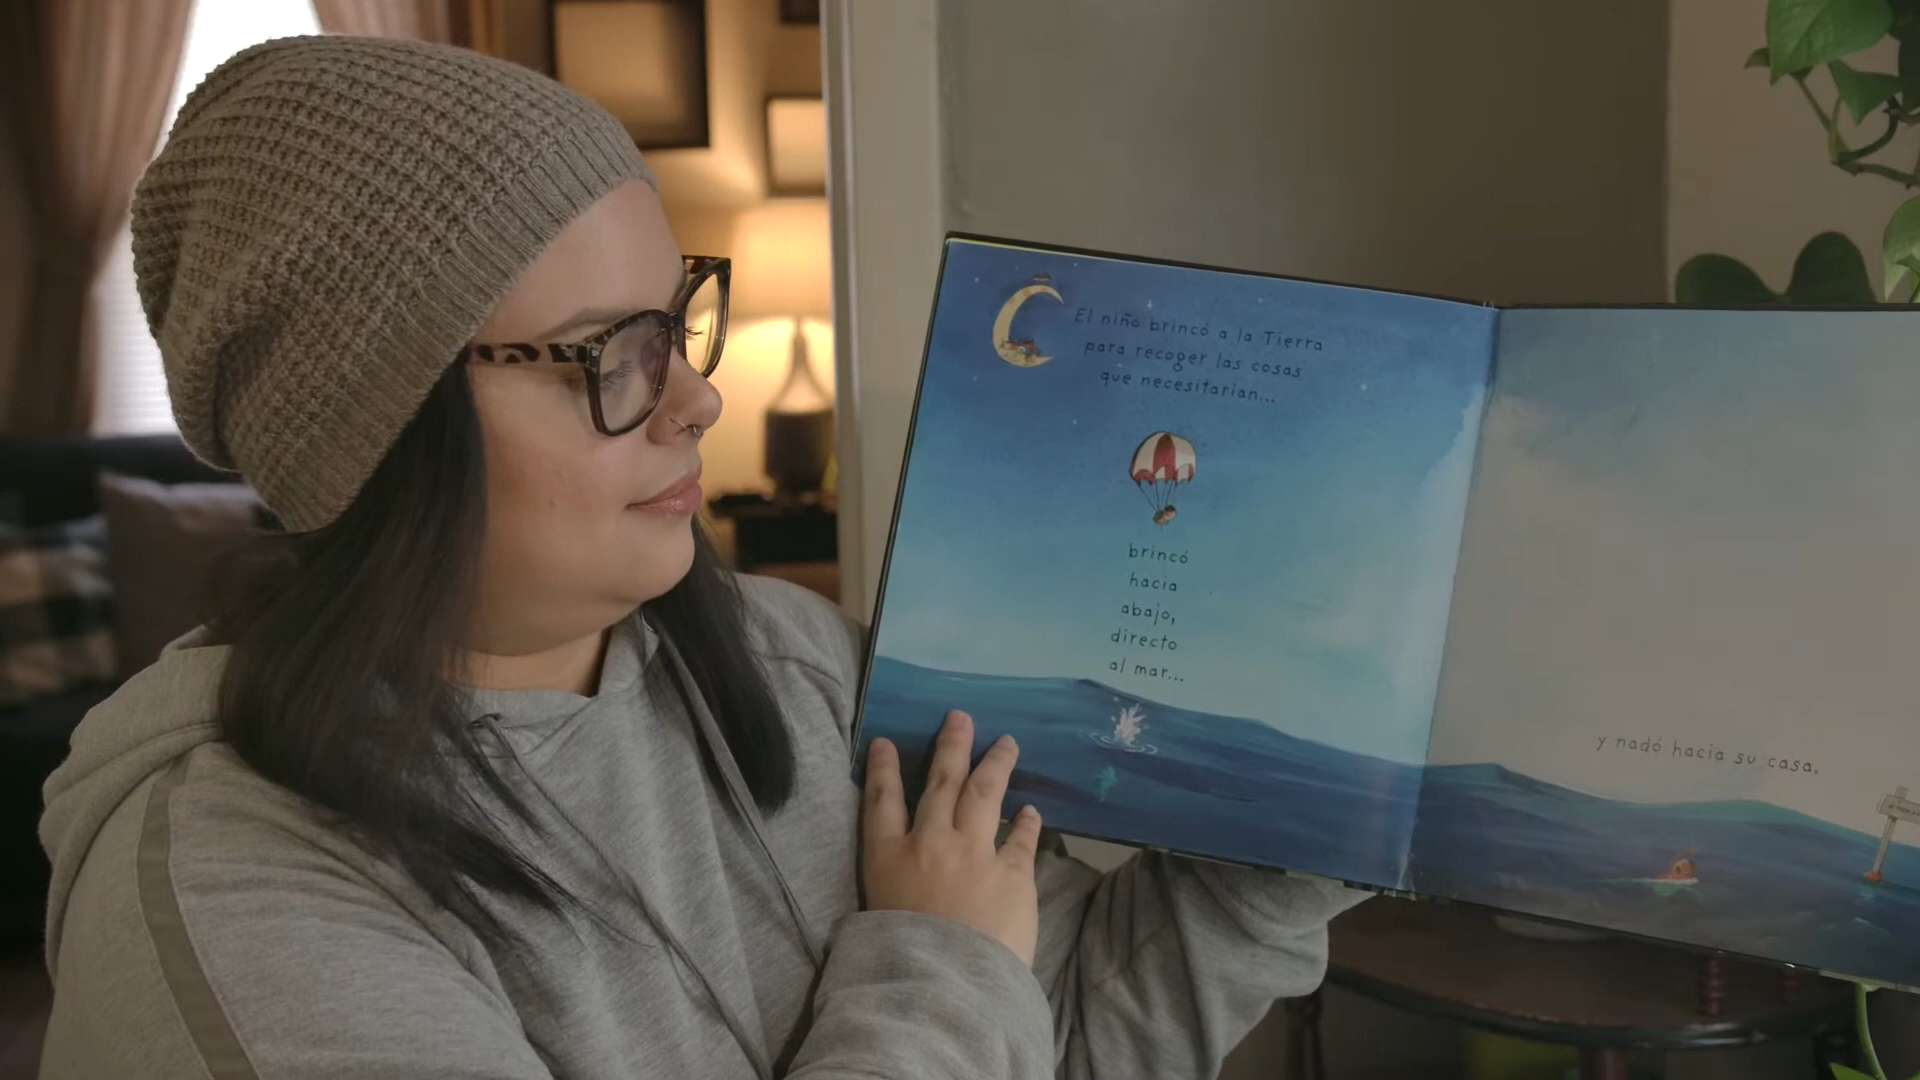 El niño brincó a la Tierra
para recoger las cosas
que necesitarían...
brincó
hacia
abajo,
directo
al mar...
y nadó hacia su casa.